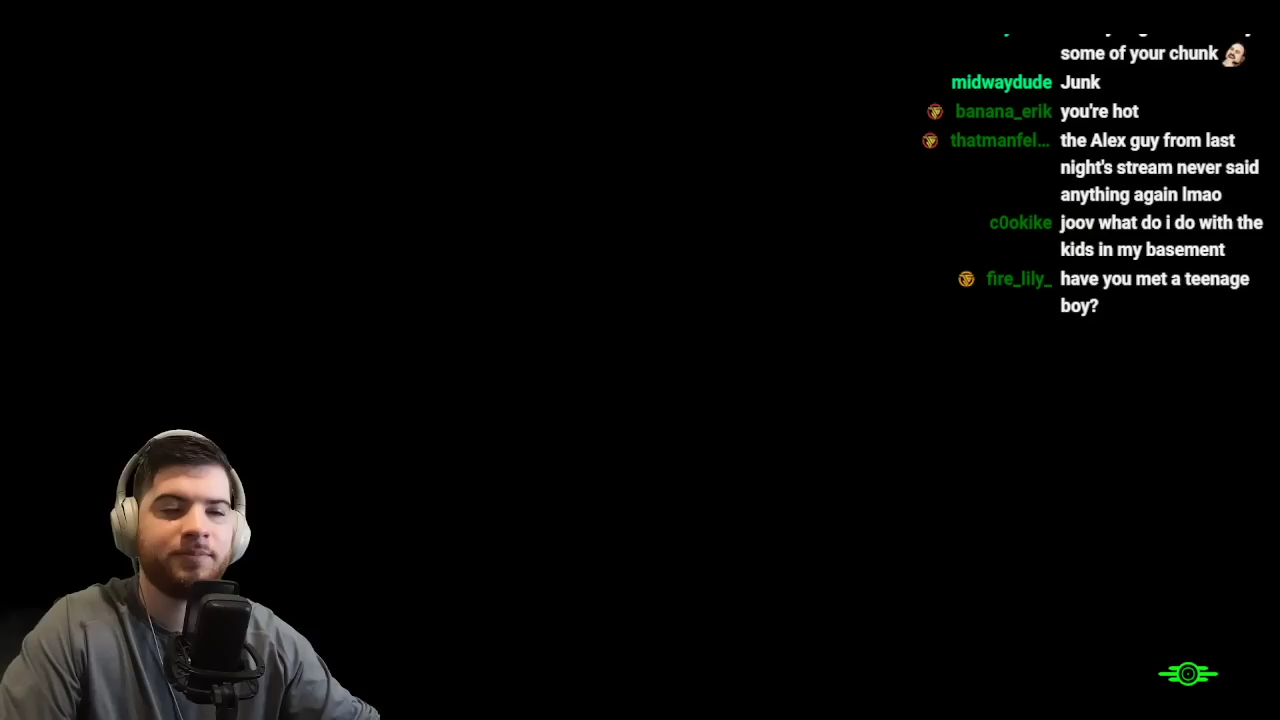 some of your chunk
midwaydude Junk
banana_erik you're hot
thatmanfel... the Alex guy from last
night's stream never said
anything again lmao
c0okike joov what do i do with the
kids in my basement
fire_lily_ have you met a teenage
boy?